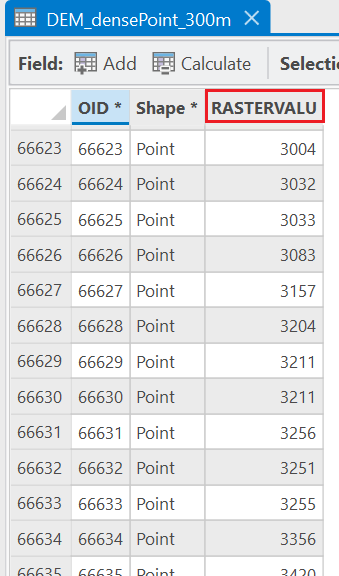 DEM_densePoint_300m
Field: Add Calculate Selectio
OID * Shape * RASTERVALU
66623 66623 Point 3004
66624 66624 Point 3032
66625 66625 Point 3033
66626 66626 Point 3083
66627 66627 Point 3157
66628 66628 Point 3204
66629 66629 Point 3211
66630 66630 Point 3211
66631 66631 Point 3256
66632 66632 Point 3251
66633 66633 Point 3255
66634 66634 Point 3356
66635 66635 Point 3420